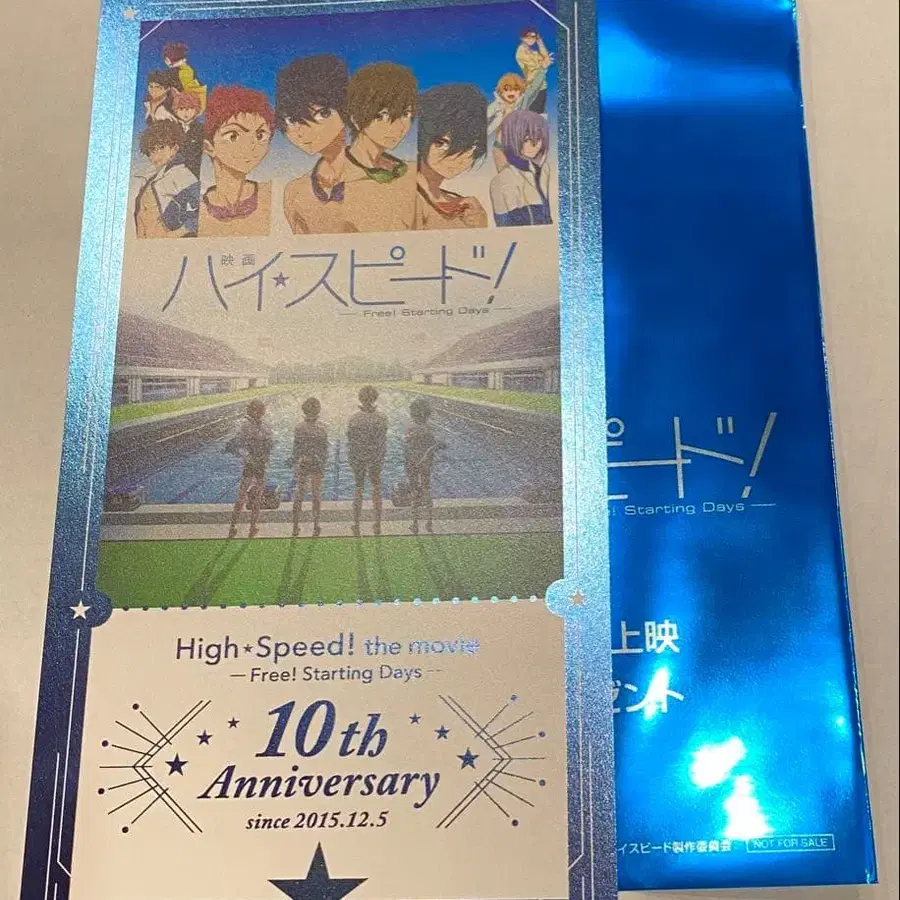 映画
ハイ☆スピード!
— Free! Starting Days —
High★Speed! the movie
— Free! Starting Days —
10th
Anniversary
since 2015.12.5
ピード!
e! Starting Days —
上映
ゼント
イスピード製作委員会
NOT FOR SALE